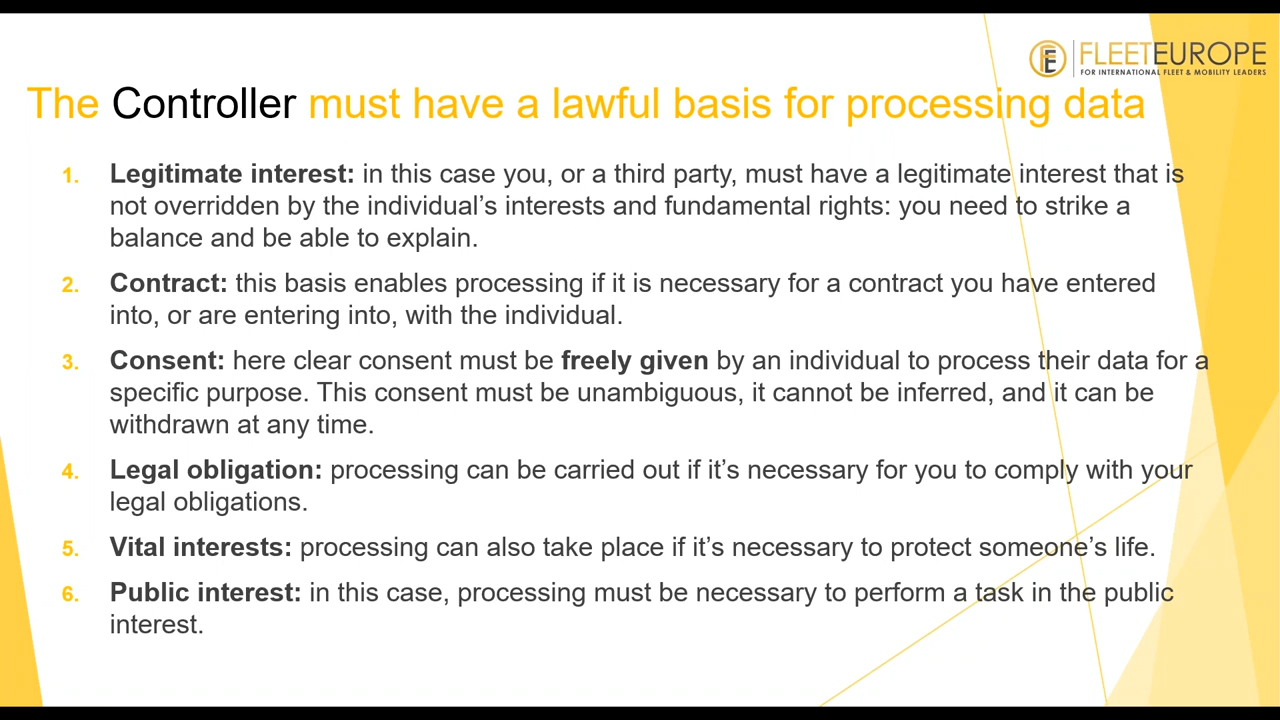 FLEETEUROPE
FOR INTERNATIONAL FLEET & MOBILITY LEADERS
The Controller must have a lawful basis for processing data
1. Legitimate interest: in this case you, or a third party, must have a legitimate interest that is
not overridden by the individual’s interests and fundamental rights: you need to strike a
balance and be able to explain.
2. Contract: this basis enables processing if it is necessary for a contract you have entered
into, or are entering into, with the individual.
3. Consent: here clear consent must be freely given by an individual to process their data for a
specific purpose. This consent must be unambiguous, it cannot be inferred, and it can be
withdrawn at any time.
4. Legal obligation: processing can be carried out if it’s necessary for you to comply with your
legal obligations.
5. Vital interests: processing can also take place if it’s necessary to protect someone’s life.
6. Public interest: in this case, processing must be necessary to perform a task in the public
interest.